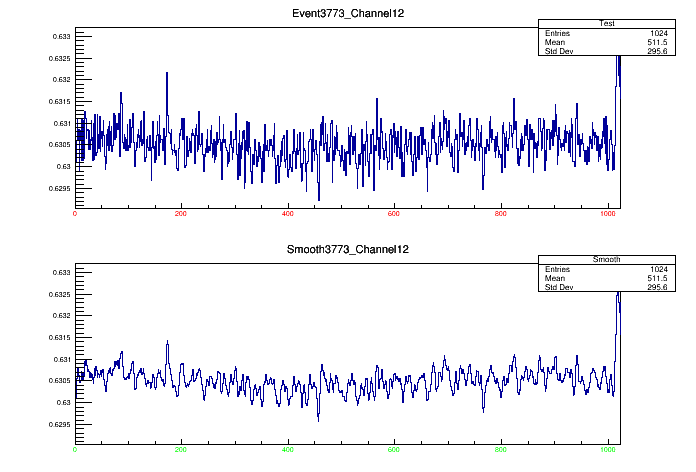 Event3773_Channel12
Test
Entries 1024
Mean 511.5
Std Dev 295.6
0.633
0.6325
0.632
0.6315
0.631
0.6305
0.63
0.6295
0 200 400 600 800 1000
Smooth3773_Channel12
Smooth
Entries 1024
Mean 511.5
Std Dev 295.6
0.633
0.6325
0.632
0.6315
0.631
0.6305
0.63
0.6295
0 200 400 600 800 1000